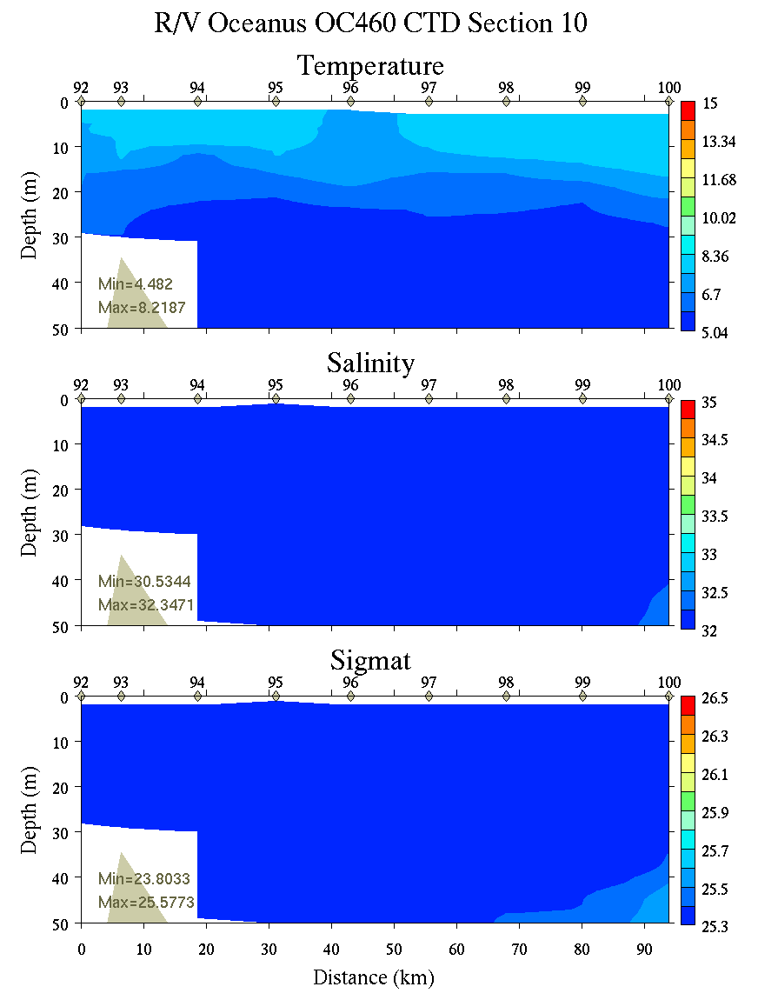 R/V Oceanus OC460 CTD Section 10
Temperature
92 93 94 95 96 97 98 99 100
0
10
20
30
40
50
Depth (m)
Min=4.482
Max=8.2187
15
13.34
11.68
10.02
8.36
6.7
5.04
Salinity
92 93 94 95 96 97 98 99 100
0
10
20
30
40
50
Depth (m)
Min=30.5344
Max=32.3471
35
34.5
34
33.5
33
32.5
32
Sigmat
92 93 94 95 96 97 98 99 100
0
10
20
30
40
50
Depth (m)
Min=23.8033
Max=25.5773
26.5
26.3
26.1
25.9
25.7
25.5
25.3
0 10 20 30 40 50 60 70 80 90
Distance (km)